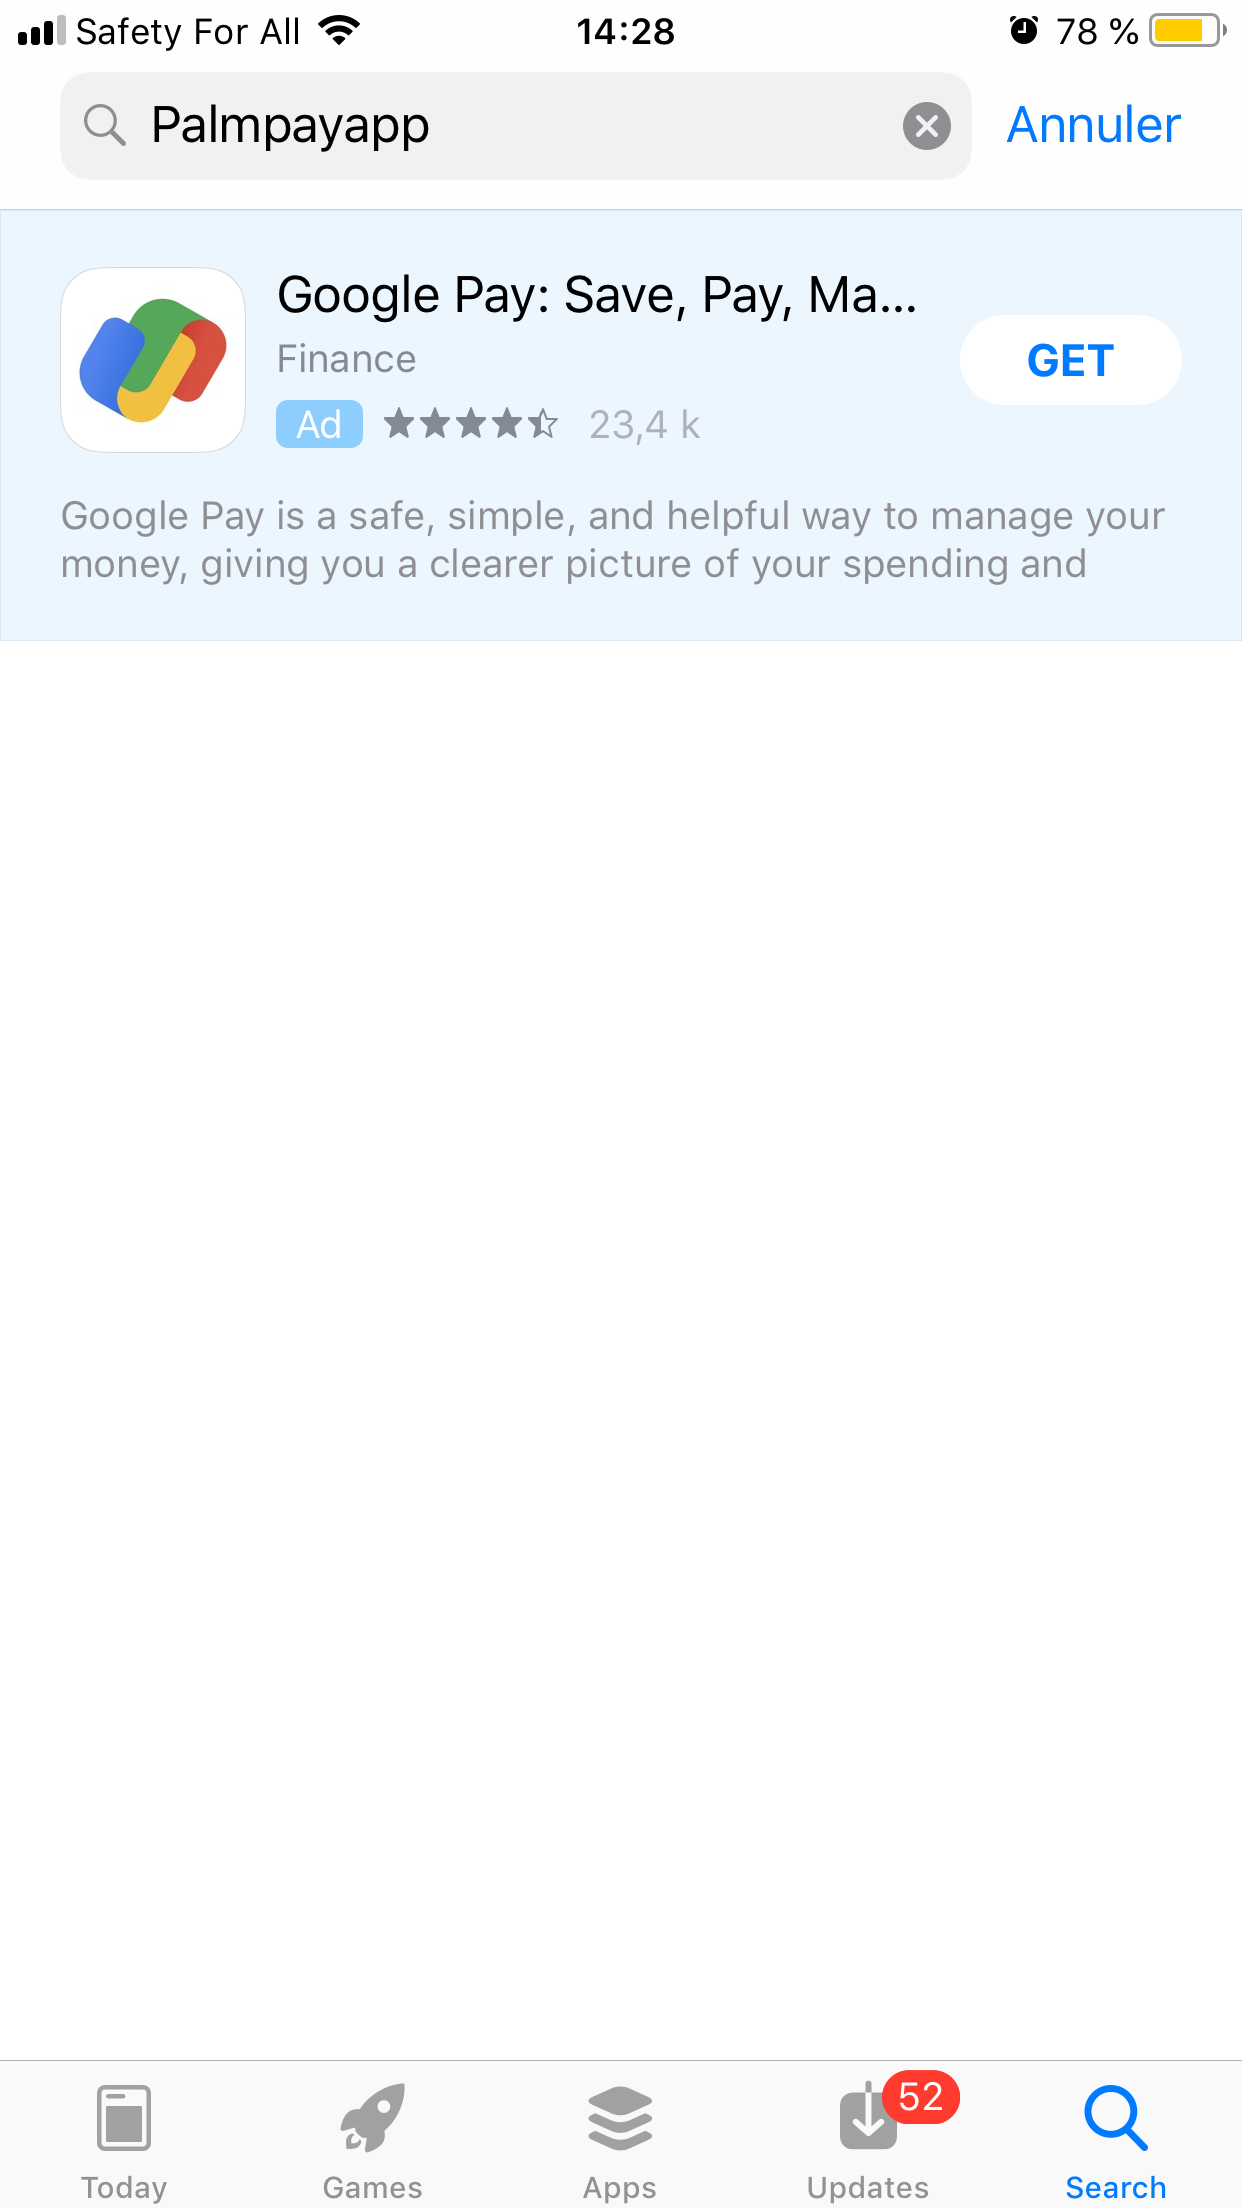 Safety For All 14:28 78 %
Palmpayapp Annuler
Google Pay: Save, Pay, Ma...
Finance
GET
Ad 23,4 k
Google Pay is a safe, simple, and helpful way to manage your
money, giving you a clearer picture of your spending and
52
Today Games Apps Updates Search